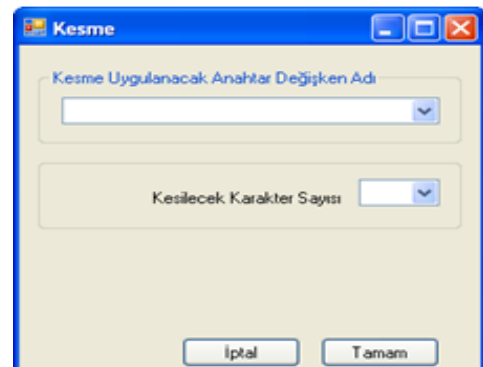 Kesme
Kesme Uygulanacak Anahtar Değişken Adı
Kesilecek Karakter Sayısı
İptal
Tamam